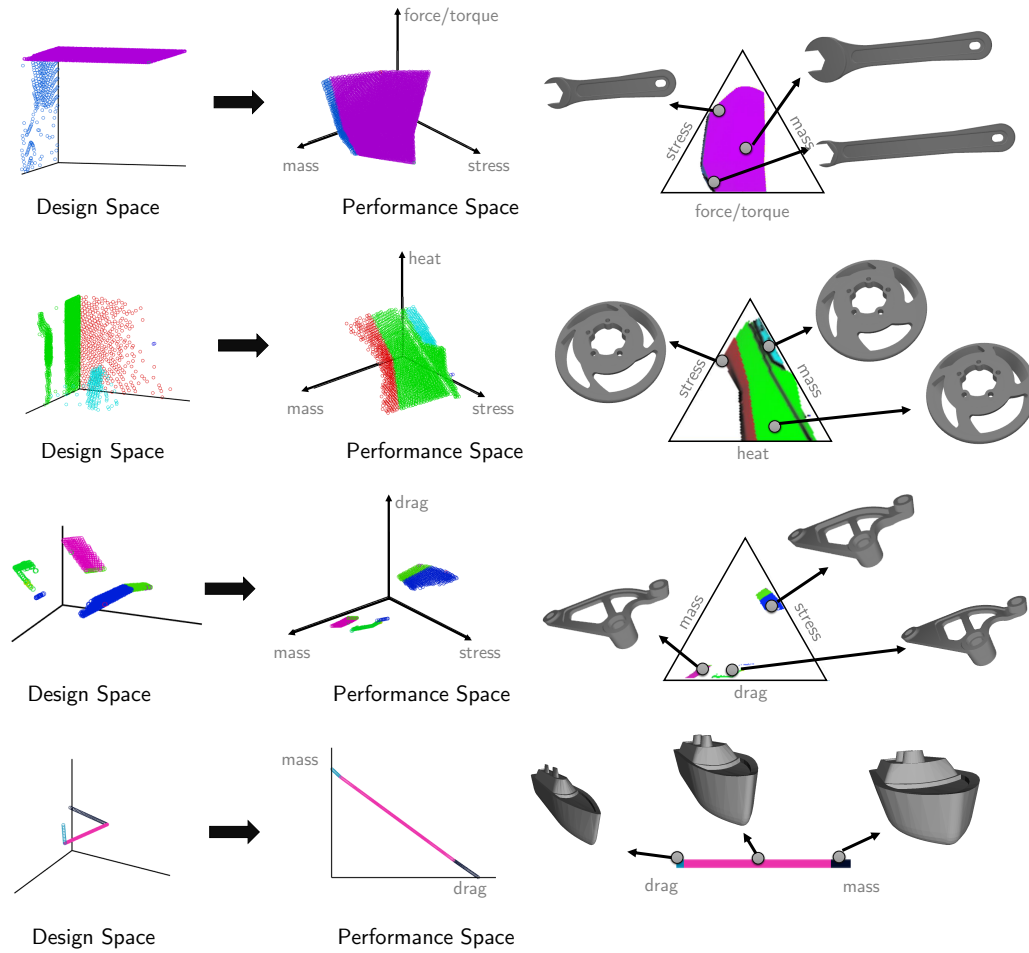 force/torque
mass
stress
stress
mass
force/torque
Design Space
Performance Space
heat
mass
stress
stress
mass
heat
Design Space
Performance Space
drag
mass
stress
mass
stress
drag
Design Space
Performance Space
mass
drag
drag
mass
Design Space
Performance Space